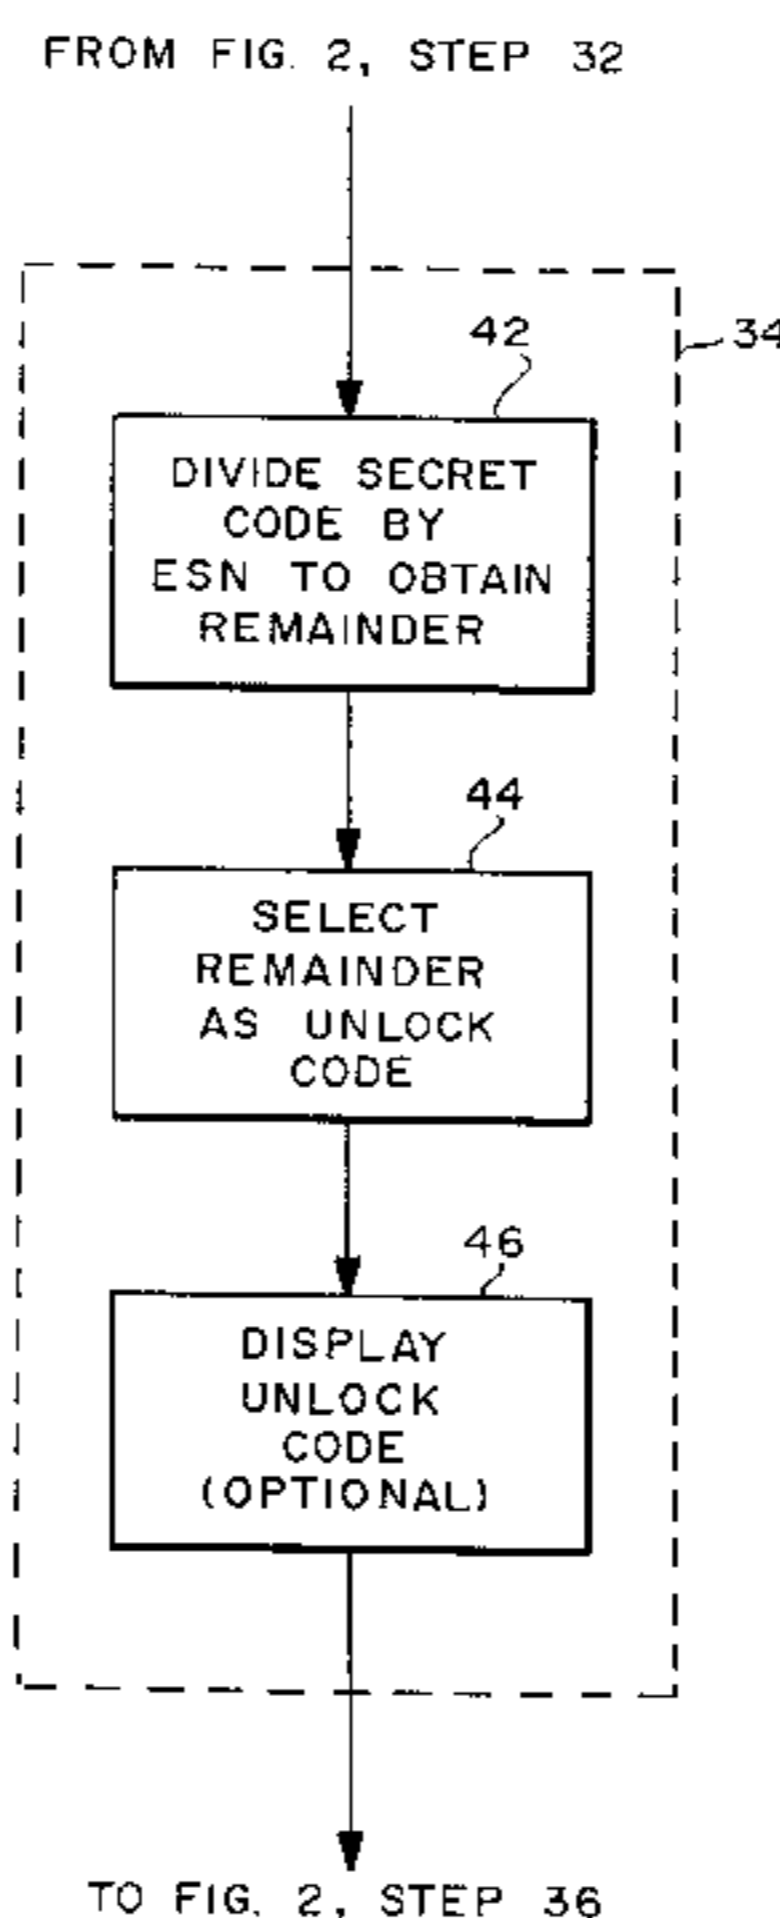 FROM FIG. 2, STEP 32
34
42
DIVIDE SECRET
CODE BY
ESN TO OBTAIN
REMAINDER
44
SELECT
REMAINDER
AS UNLOCK
CODE
46
DISPLAY
UNLOCK
CODE
(OPTIONAL)
TO FIG. 2, STEP 36